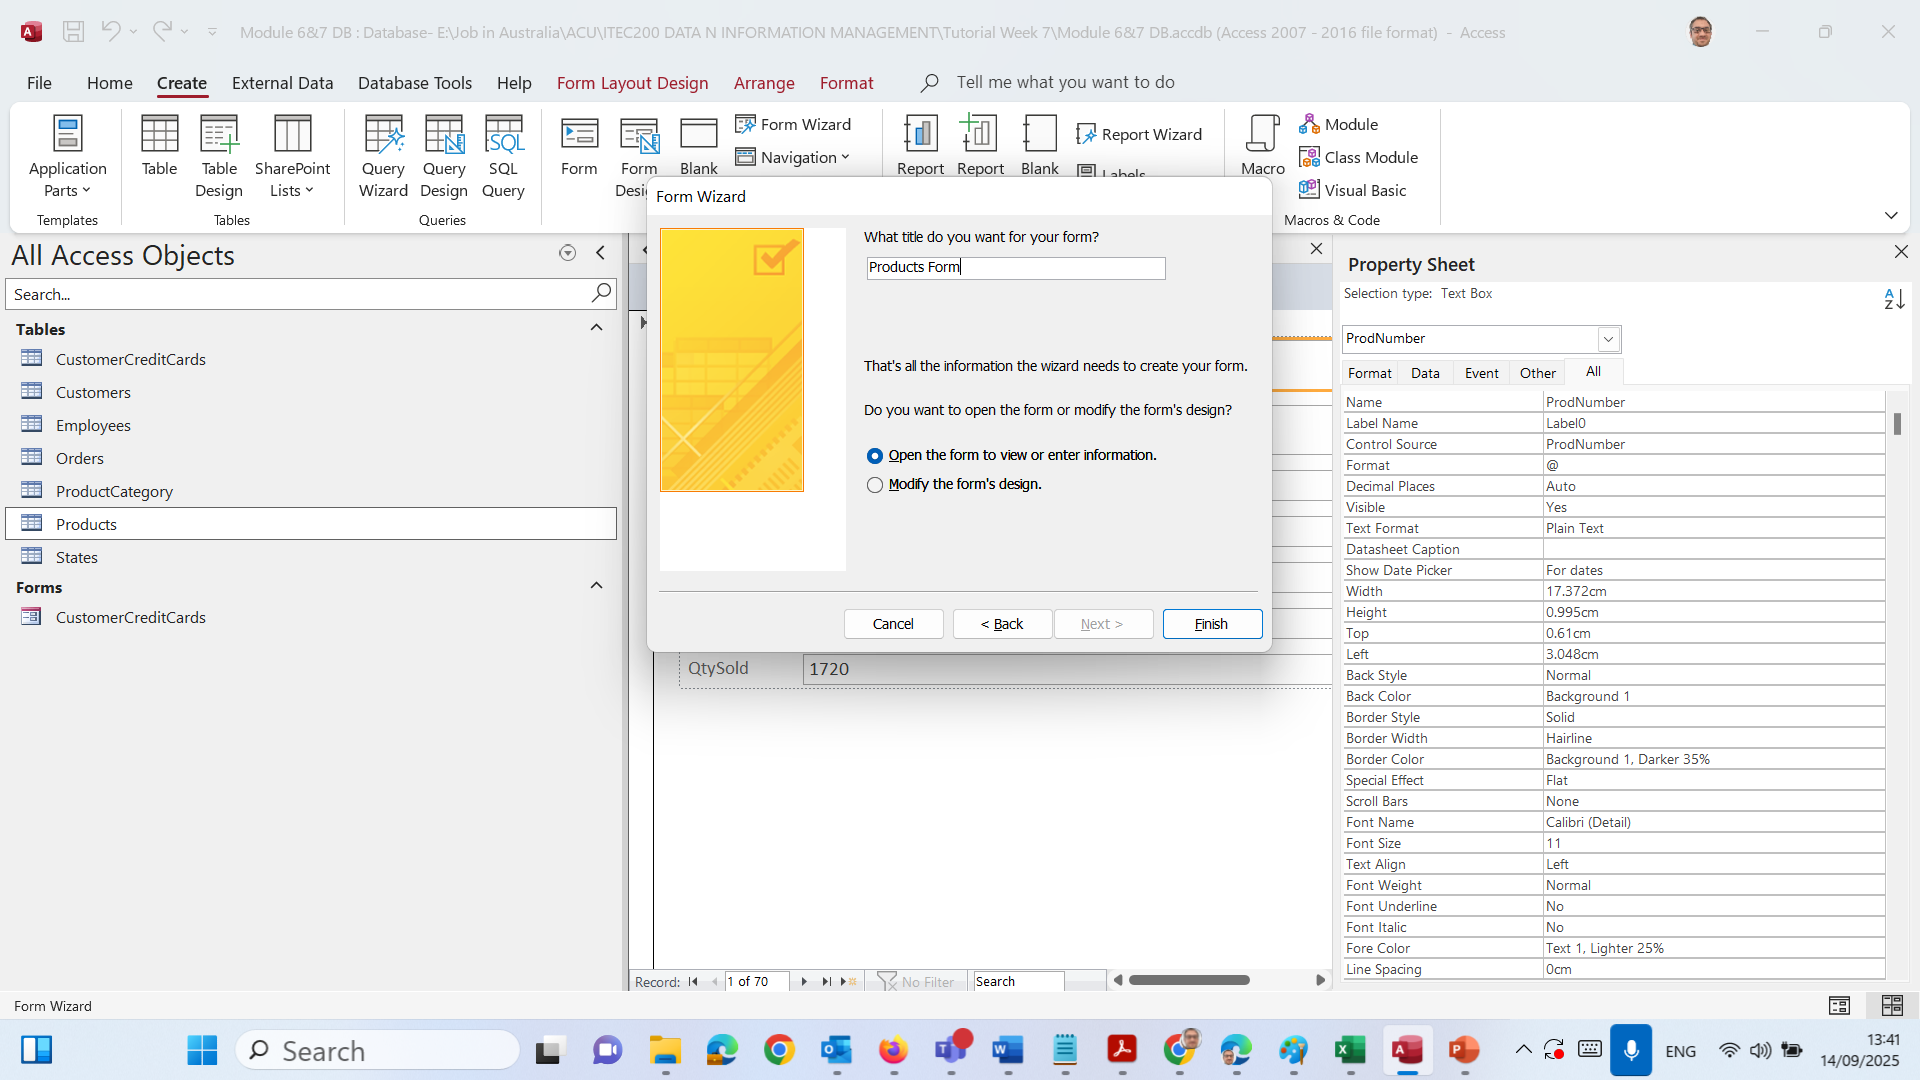 Module 6&7 DB : Database- E:\Job in Australia\ACU\ITEC200 DATA N INFORMATION MANAGEMENT\Tutorial Week 7\Module 6&7 DB.accdb (Access 2007 - 2016 file format) - Access
File Home Create External Data Database Tools Help Form Layout Design Arrange Format Tell me what you want to do
Application Parts
Templates
Table
Table Design
SharePoint Lists
Tables
Query Wizard
Query Design
SQL Query
Queries
Form
Form
Blank
Form Wizard
Navigation
Report
Report
Blank
Report Wizard
Labels
Macro
Module
Class Module
Visual Basic
Macros & Code
All Access Objects
Search...
Tables
CustomerCreditCards
Customers
Employees
Orders
ProductCategory
Products
States
Forms
CustomerCreditCards
Form Wizard
What title do you want for your form?
Products Form
That's all the information the wizard needs to create your form.
Do you want to open the form or modify the form's design?
Open the form to view or enter information.
Modify the form's design.
Cancel < Back Next > Finish
QtySold 1720
Record: 1 of 70 No Filter Search
Property Sheet
Selection type: Text Box
ProdNumber
Format Data Event Other All
Name ProdNumber
Label Name Label0
Control Source ProdNumber
Format @
Decimal Places Auto
Visible Yes
Text Format Plain Text
Datasheet Caption
Show Date Picker For dates
Width 17.372cm
Height 0.995cm
Top 0.61cm
Left 3.048cm
Back Style Normal
Back Color Background 1
Border Style Solid
Border Width Hairline
Border Color Background 1, Darker 35%
Special Effect Flat
Scroll Bars None
Font Name Calibri (Detail)
Font Size 11
Text Align Left
Font Weight Normal
Font Underline No
Font Italic No
Fore Color Text 1, Lighter 25%
Line Spacing 0cm
Form Wizard
Search
ENG
13:41
14/09/2025